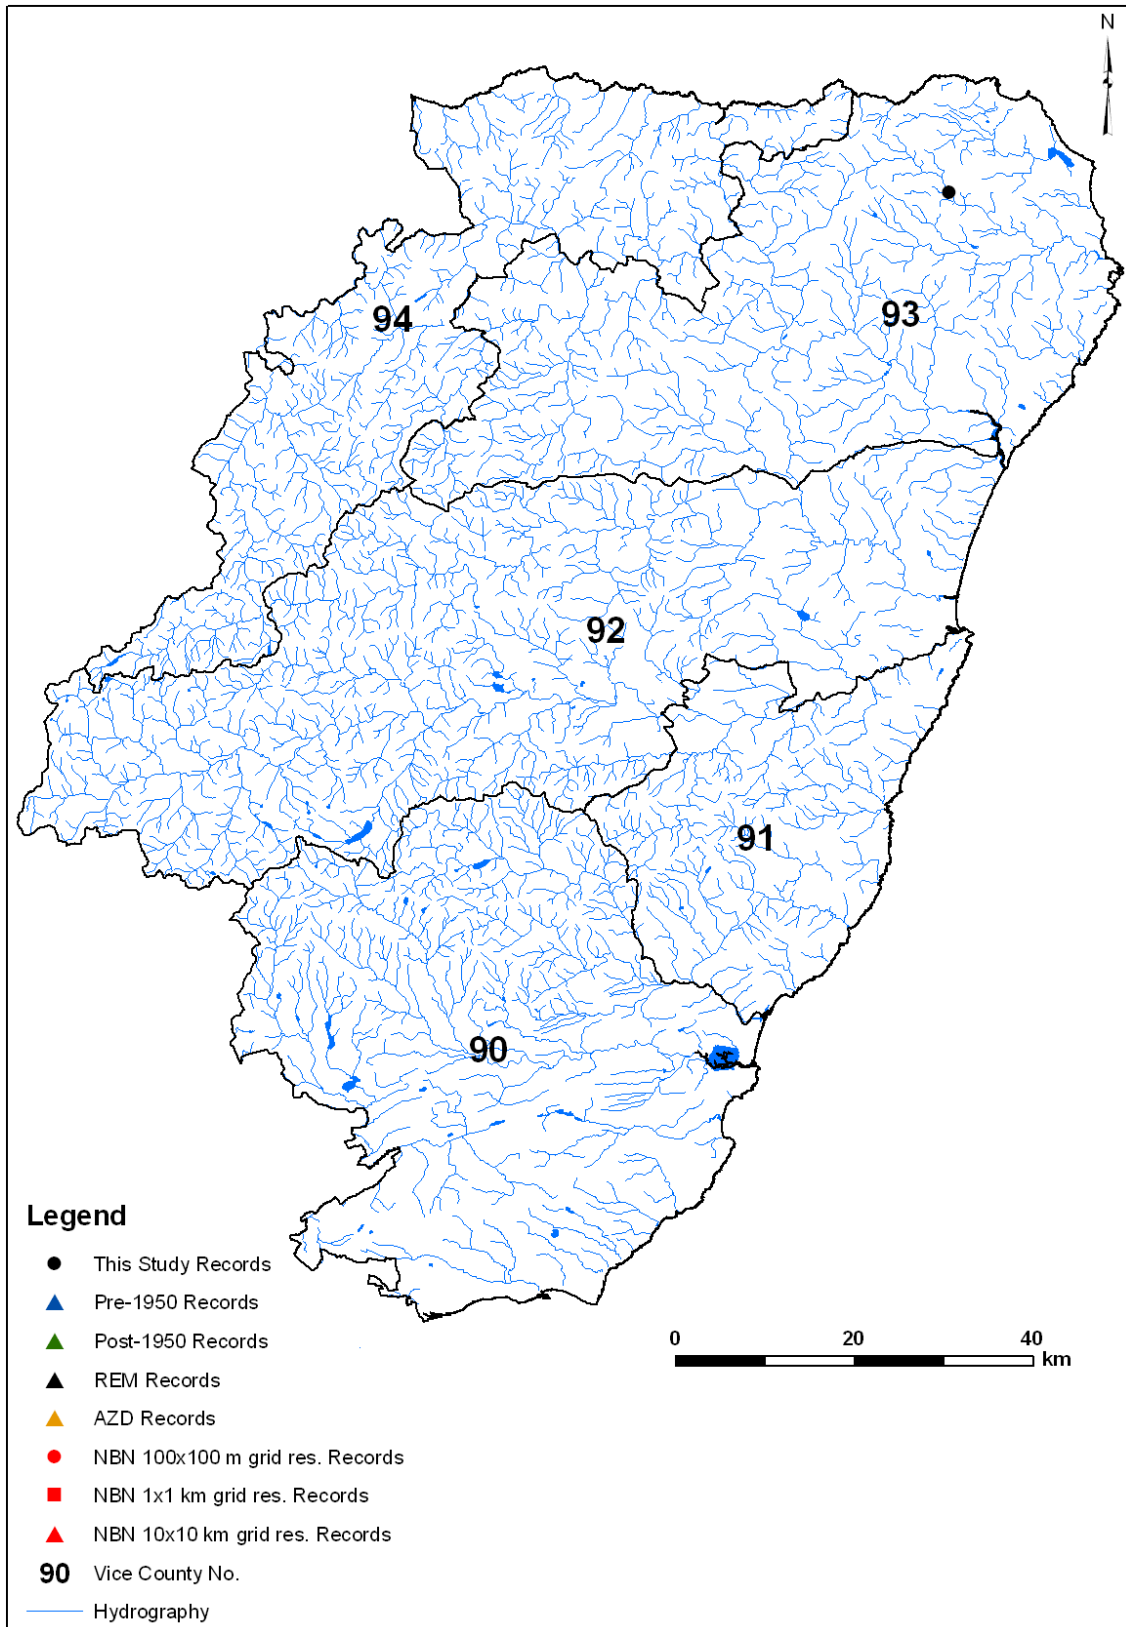 N
94
93
92
91
90
Legend
This Study Records
Pre-1950 Records
Post-1950 Records
REM Records
AZD Records
NBN 100x100 m grid res. Records
NBN 1x1 km grid res. Records
NBN 10x10 km grid res. Records
90 Vice County No.
Hydrography
0 20 40
km